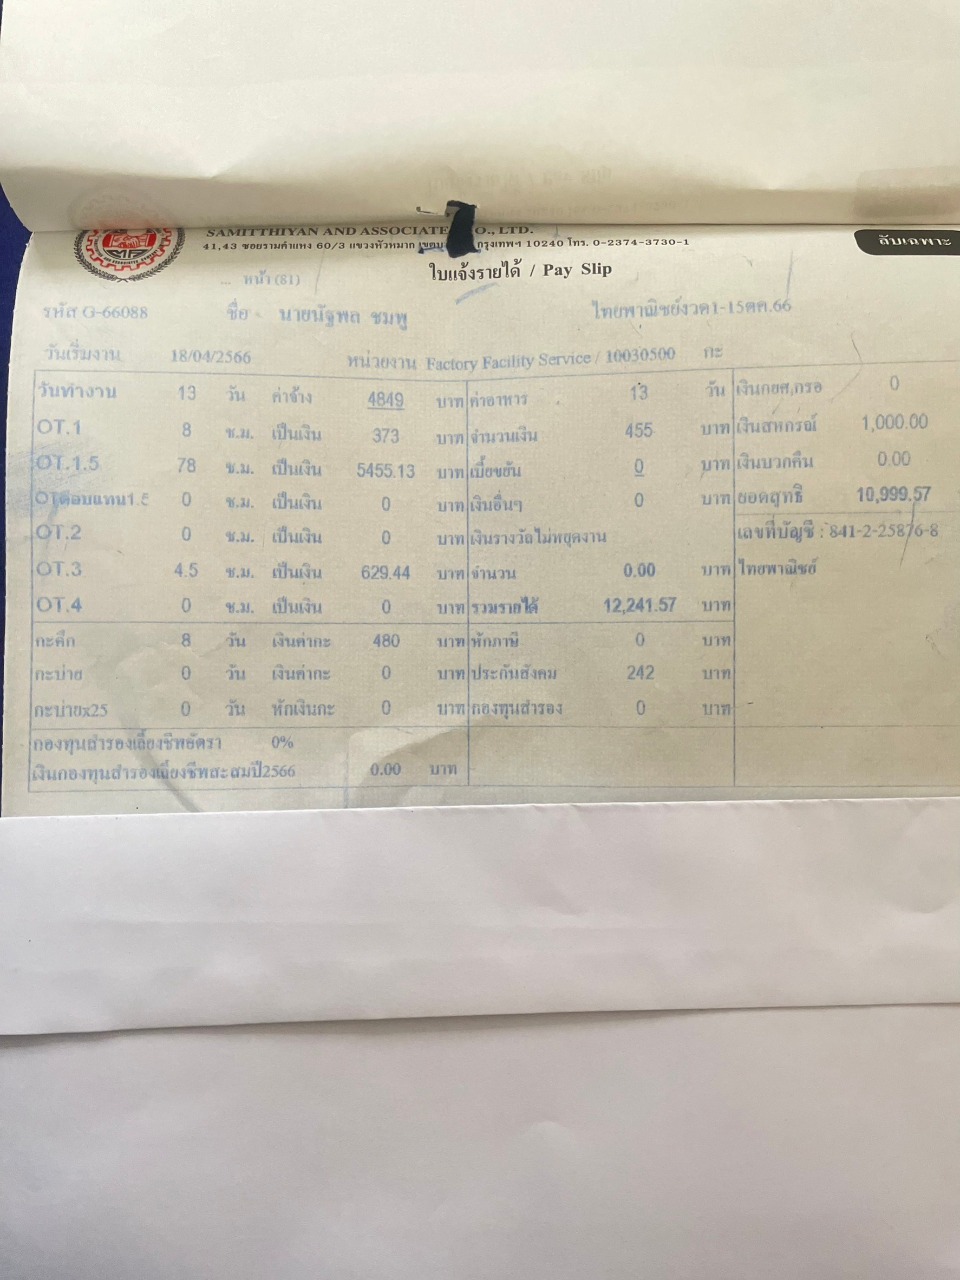 SAMITTHIYAN AND ASSOCIATE O., LTD.
41,43 ซอยรามคำแหง 60/3 แขวงหัวหมาก กรุงเทพฯ 10240 โทร. 0-2374-3730-1
ลับเฉพาะ
ใบแจ้งรายได้ / Pay Slip
... หน้า (81)
รหัส G-66088 ชื่อ - นายนัฐพล ชมพู ไทยพาณิชย์งวด1-15ตค.66
วันเริ่มงาน 18/04/2566 หน่วยงาน Factory Facility Service / 10030500 กะ
วันทำงาน 13 วัน ค่าจ้าง 4849 บาท ค่าอาหาร 13 วัน เงินกยศ,กรอ 0
OT.1 8 ช.ม. เป็นเงิน 373 บาท จำนวนเงิน 455 บาท เงินสหกรณ์ 1,000.00
OT.1.5 78 ช.ม. เป็นเงิน 5455.13 บาท เบี้ยขยัน 0 บาท เงินบวกคืน 0.00
OTตอบแทน1.5 0 ช.ม. เป็นเงิน 0 บาท เงินอื่นๆ 0 บาท ยอดสุทธิ 10,999.57
OT.2 0 ช.ม. เป็นเงิน 0 บาท เงินรางวัลไม่หยุดงาน เลขที่บัญชี : 841-2-25876-8
OT.3 4.5 ช.ม. เป็นเงิน 629.44 บาท จำนวน 0.00 บาท ไทยพาณิชย์
OT.4 0 ช.ม. เป็นเงิน 0 บาท รวมรายได้ 12,241.57 บาท
กะดึก 8 วัน เงินค่ากะ 480 บาท หักภาษี 0 บาท
กะบ่าย 0 วัน เงินค่ากะ 0 บาท ประกันสังคม 242 บาท
กะบ่ายx25 0 วัน หักเงินกะ 0 บาท กองทุนสำรอง 0 บาท
กองทุนสำรองเลี้ยงชีพอัตรา 0%
เงินกองทุนสำรองเลี้ยงชีพสะสมปี2566 0.00 บาท